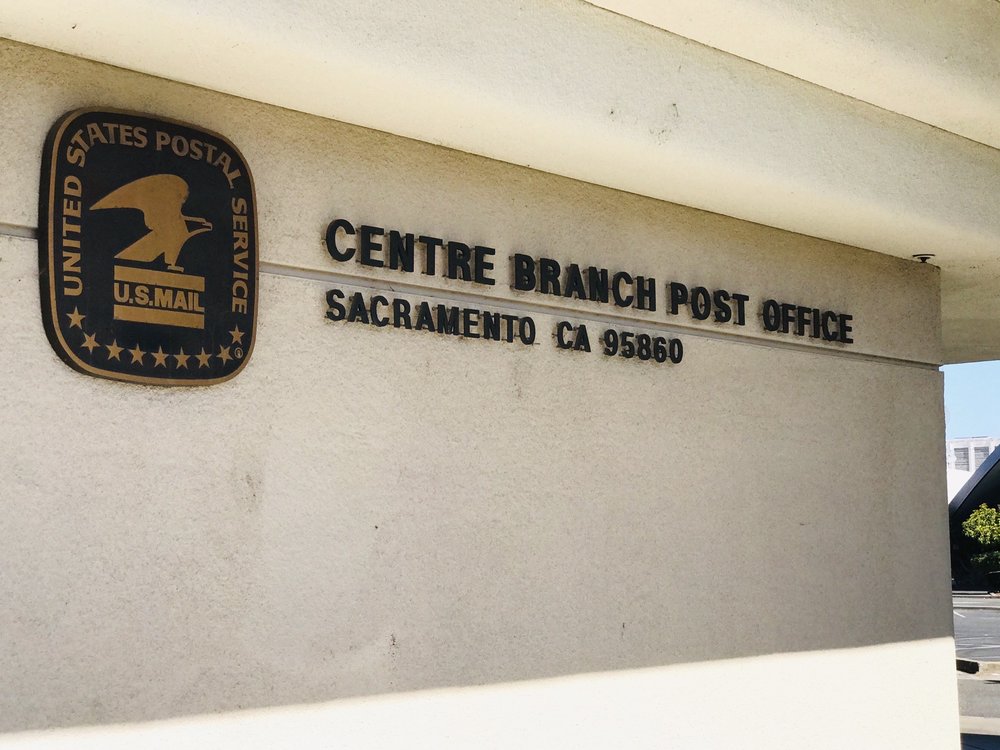 UNITED STATES POSTAL SERVICE
U.S.MAIL
CENTRE BRANCH POST OFFICE
SACRAMENTO CA 95860